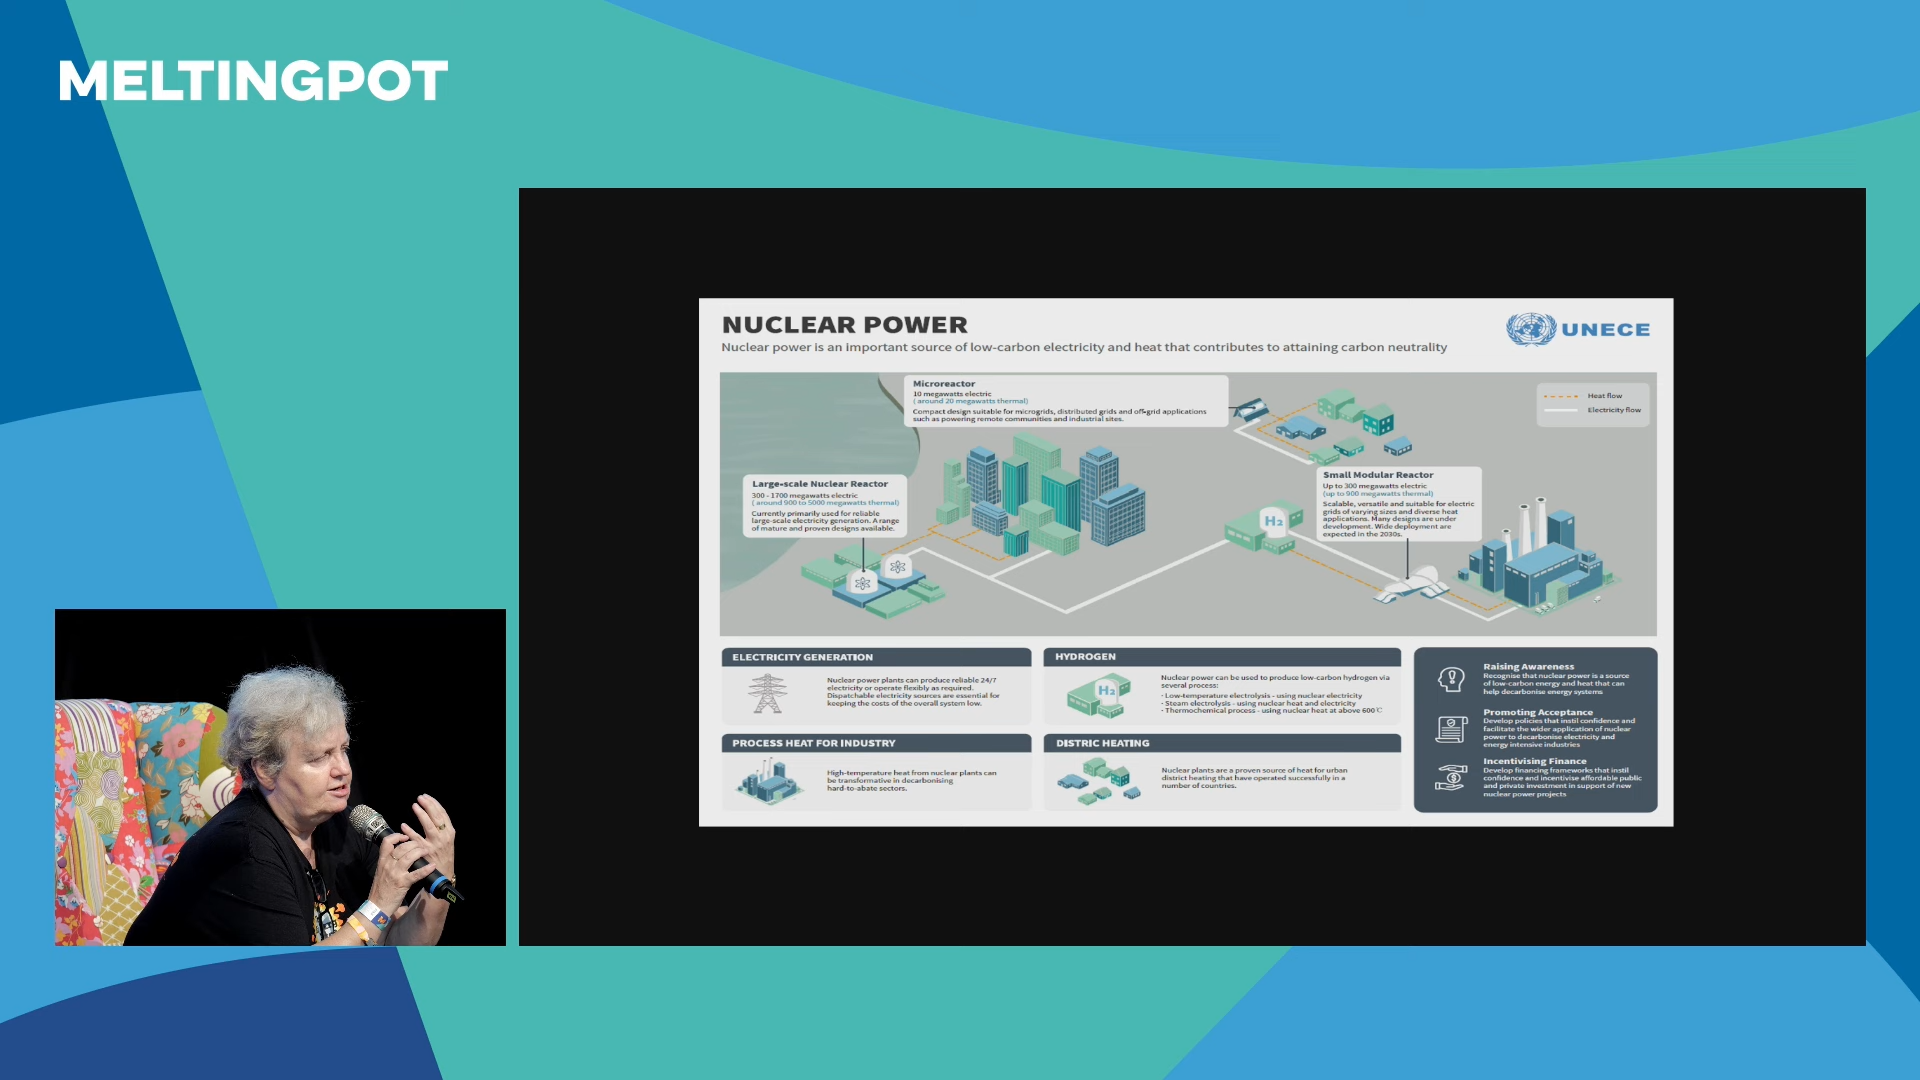 MELTINGPOT
NUCLEAR POWER
Nuclear power is an important source of low-carbon electricity and heat that contributes to attaining carbon neutrality
UNECE
Microreactor
10 megawatts electric
( around 20 megawatts thermal)
Compact design suitable for microgrids, distributed grids and off-grid applications
such as powering remote communities and industrial sites.
Heat flow
Electricity flow
Large-scale Nuclear Reactor
300 - 1700 megawatts electric
( around 900 to 5000 megawatts thermal)
Currently primarily used for reliable
large-scale electricity generation. A range
of mature and proven designs available.
Small Modular Reactor
Up to 300 megawatts electric
(up to 900 megawatts thermal)
Scalable, versatile and suitable for electric
grids of varying sizes and diverse heat
applications. Many designs are under
development. Wide deployment are
expected in the 2030s.
H2
ELECTRICITY GENERATION
Nuclear power plants can produce reliable 24/7
electricity or operate flexibly as required.
Dispatchable electricity sources are essential for
keeping the costs of the overall system low.
HYDROGEN
H2
Nuclear power can be used to produce low-carbon hydrogen via
several process:
- Low-temperature electrolysis - using nuclear electricity
- Steam electrolysis - using nuclear heat and electricity
- Thermochemical process - using nuclear heat at above 600℃
PROCESS HEAT FOR INDUSTRY
High-temperature heat from nuclear plants can
be transformative in decarbonising
hard-to-abate sectors.
DISTRIC HEATING
Nuclear plants are a proven source of heat for urban
district heating that have operated successfully in a
number of countries.
Raising Awareness
Recognise that nuclear power is a source
of low-carbon energy and heat that can
help decarbonise energy systems
Promoting Acceptance
Develop policies that instil confidence and
facilitate the wider application of nuclear
power to decarbonise electricity and
energy intensive industries
Incentivising Finance
Develop financing frameworks that instil
confidence and incentivise affordable public
and private investment in support of new
nuclear power projects